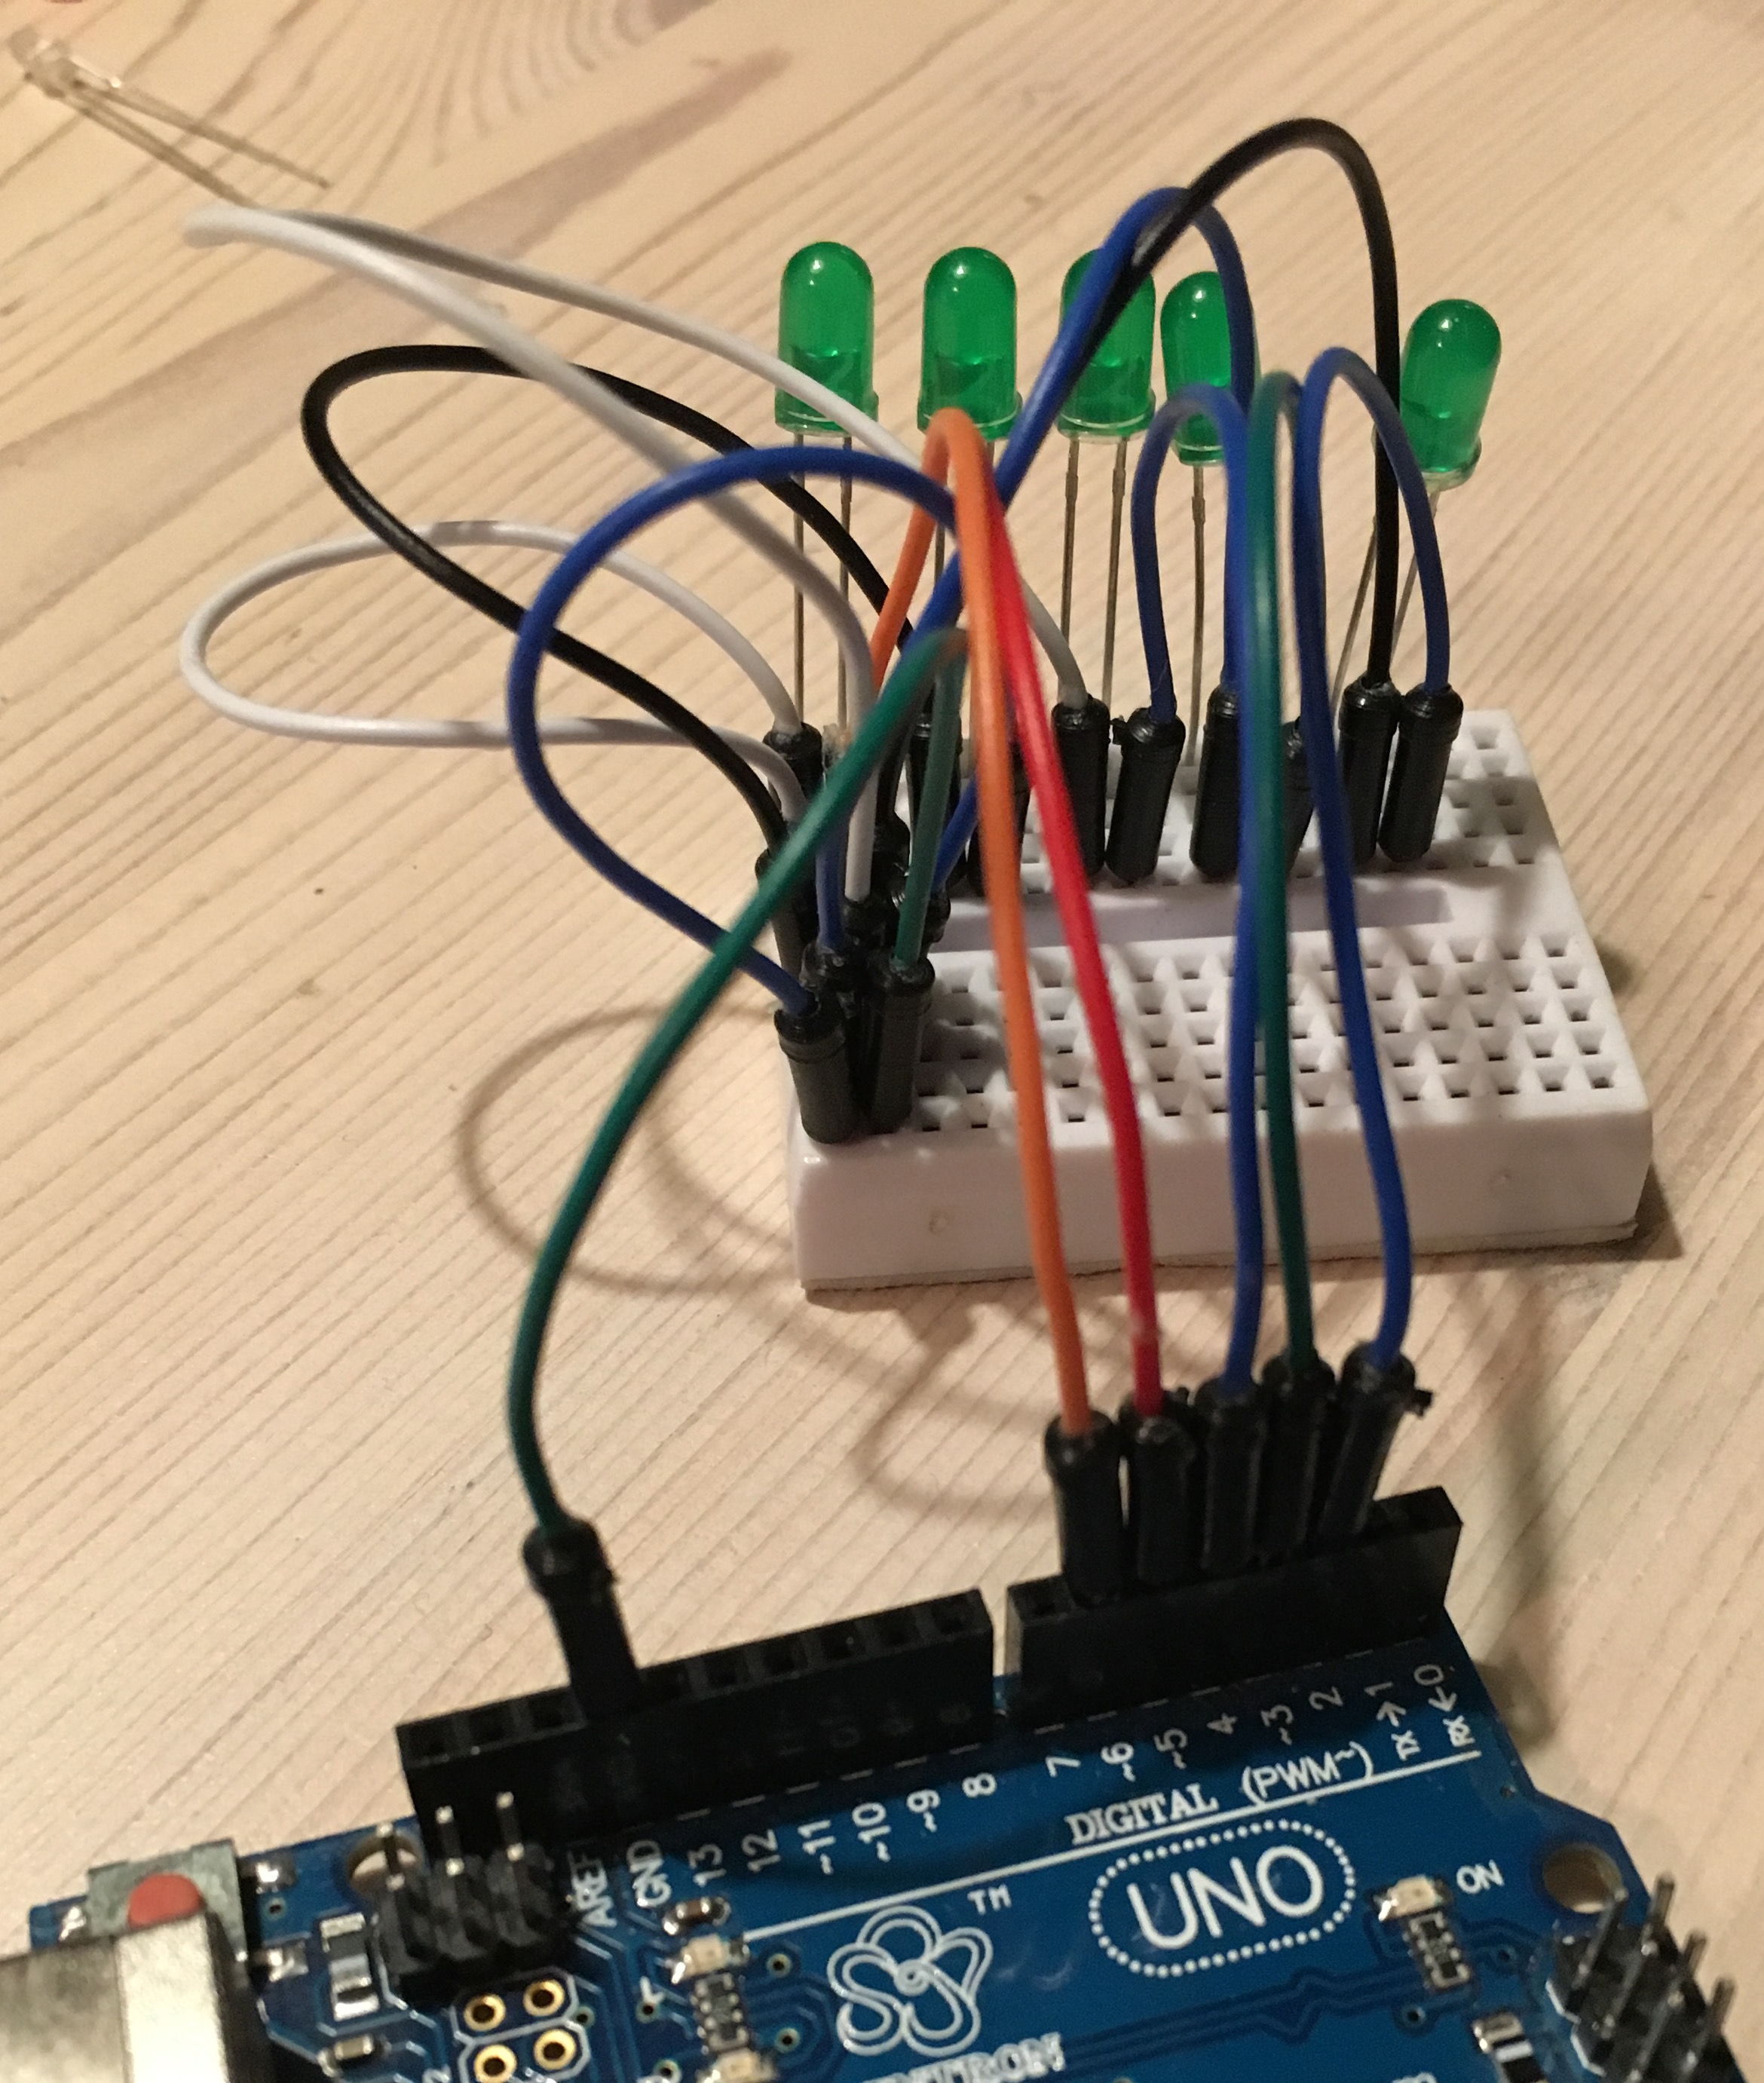 AREF GND 13 12 ~11 ~10 ~9 8 7 ~6 ~5 4 ~3 2 TX→1 RX←0
DIGITAL (PWM~)
TM
UNO
ON
L